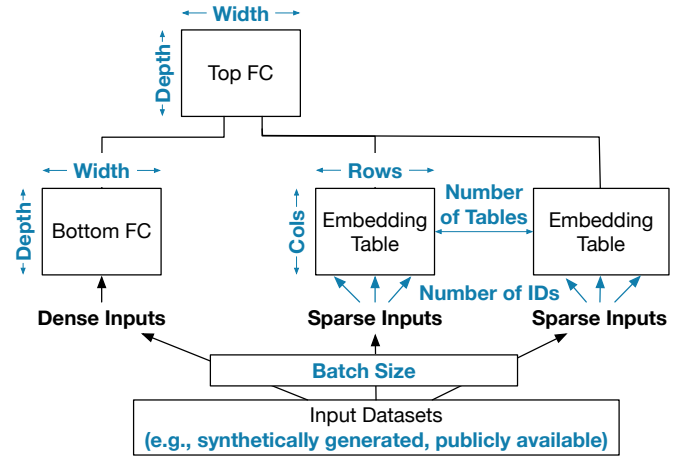 Width
Depth
Top FC
Width
Rows
Depth
Bottom FC
Cols
Embedding
Table
Number
of Tables
Embedding
Table
Number of IDs
Dense Inputs
Sparse Inputs
Sparse Inputs
Batch Size
Input Datasets
(e.g., synthetically generated, publicly available)